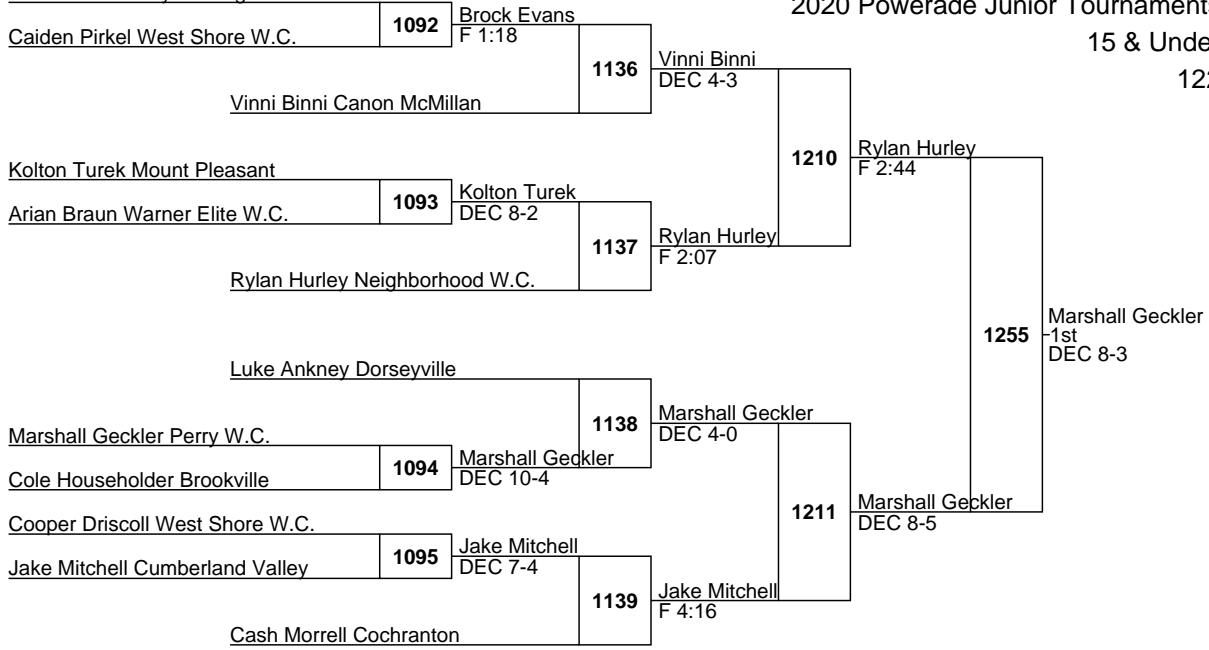 2020 Powerade Junior Tournament
15 & Unde
122
Caiden Pirkel West Shore W.C.
1092
Brock Evans
F 1:18
Vinni Binni Canon McMillan
1136
Vinni Binni
DEC 4-3
Kolton Turek Mount Pleasant
Arian Braun Warner Elite W.C.
1093
Kolton Turek
DEC 8-2
Rylan Hurley Neighborhood W.C.
1137
Rylan Hurley
F 2:07
1210
Rylan Hurley
F 2:44
Luke Ankney Dorseyville
Marshall Geckler Perry W.C.
Cole Householder Brookville
1094
Marshall Geckler
DEC 10-4
1138
Marshall Geckler
DEC 4-0
Cooper Driscoll West Shore W.C.
Jake Mitchell Cumberland Valley
1095
Jake Mitchell
DEC 7-4
Cash Morrell Cochranton
1139
Jake Mitchell
F 4:16
1211
Marshall Geckler
DEC 8-5
1255
Marshall Geckler
1st
DEC 8-3